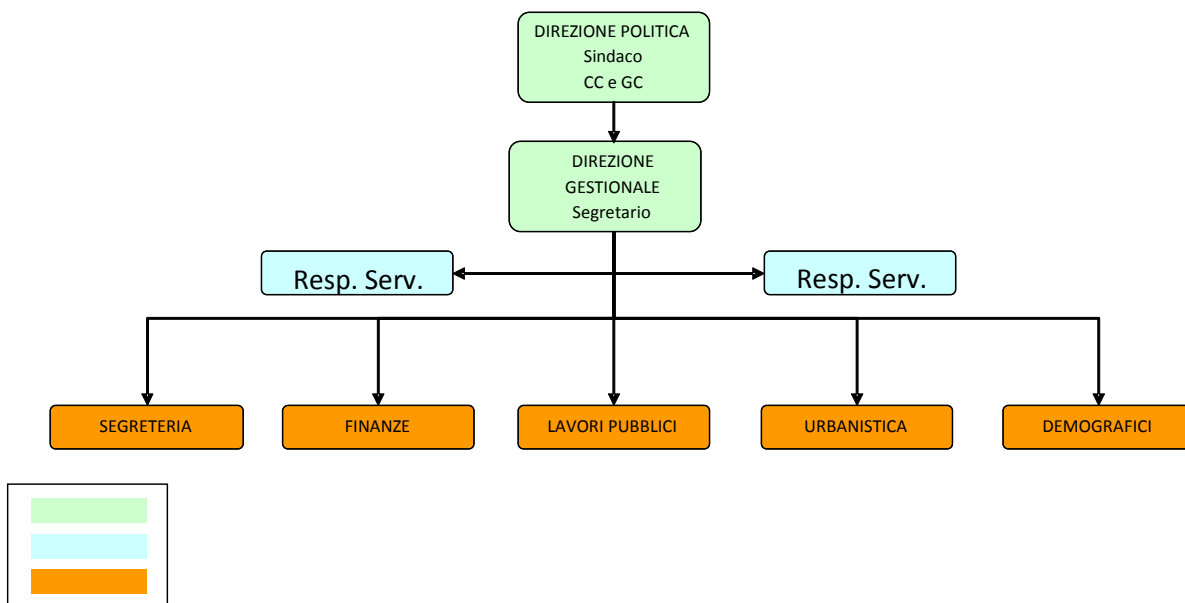 DIREZIONE POLITICA
Sindaco
CC e GC
DIREZIONE
GESTIONALE
Segretario
Resp. Serv.
Resp. Serv.
SEGRETERIA
FINANZE
LAVORI PUBBLICI
URBANISTICA
DEMOGRAFICI